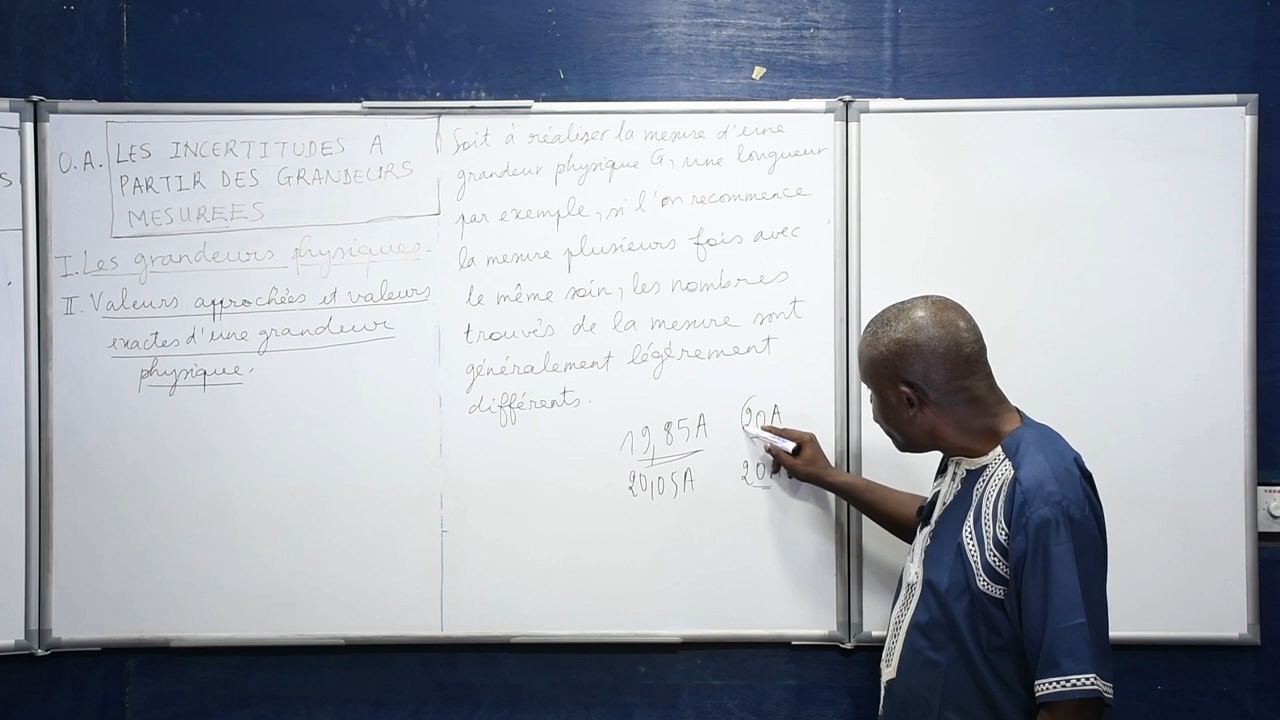 S
O.A. LES INCERTITUDES A
PARTIR DES GRANDEURS
MESUREES
I. Les grandeurs physiques.
II. Valeurs approchées et valeurs
exactes d'une grandeur
physique.
Soit à réaliser la mesure d'une
grandeur physique G, une longueur
par exemple, si l'on recommence
la mesure plusieurs fois avec
le même soin, les nombres
trouvés de la mesure sont
généralement légèrement
différents.
19,85A 20A
20,05A 20A